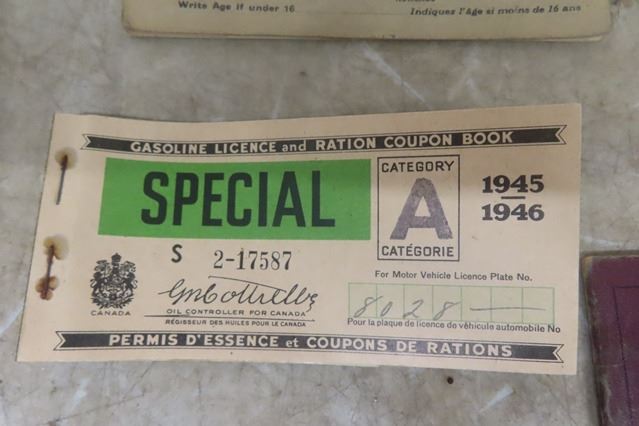 Write Age if under 16
Indiquez l'âge si moins de 16 ans
GASOLINE LICENCE and RATION COUPON BOOK
SPECIAL
CATEGORY
A
CATÉGORIE
1945
1946
S 2-17587
CANADA
OIL CONTROLLER FOR CANADA
RÉGISSEUR DES HUILES POUR LE CANADA
For Motor Vehicle Licence Plate No.
8028
Pour la plaque de licence de véhicule automobile No
PERMIS D'ESSENCE et COUPONS DE RATIONS